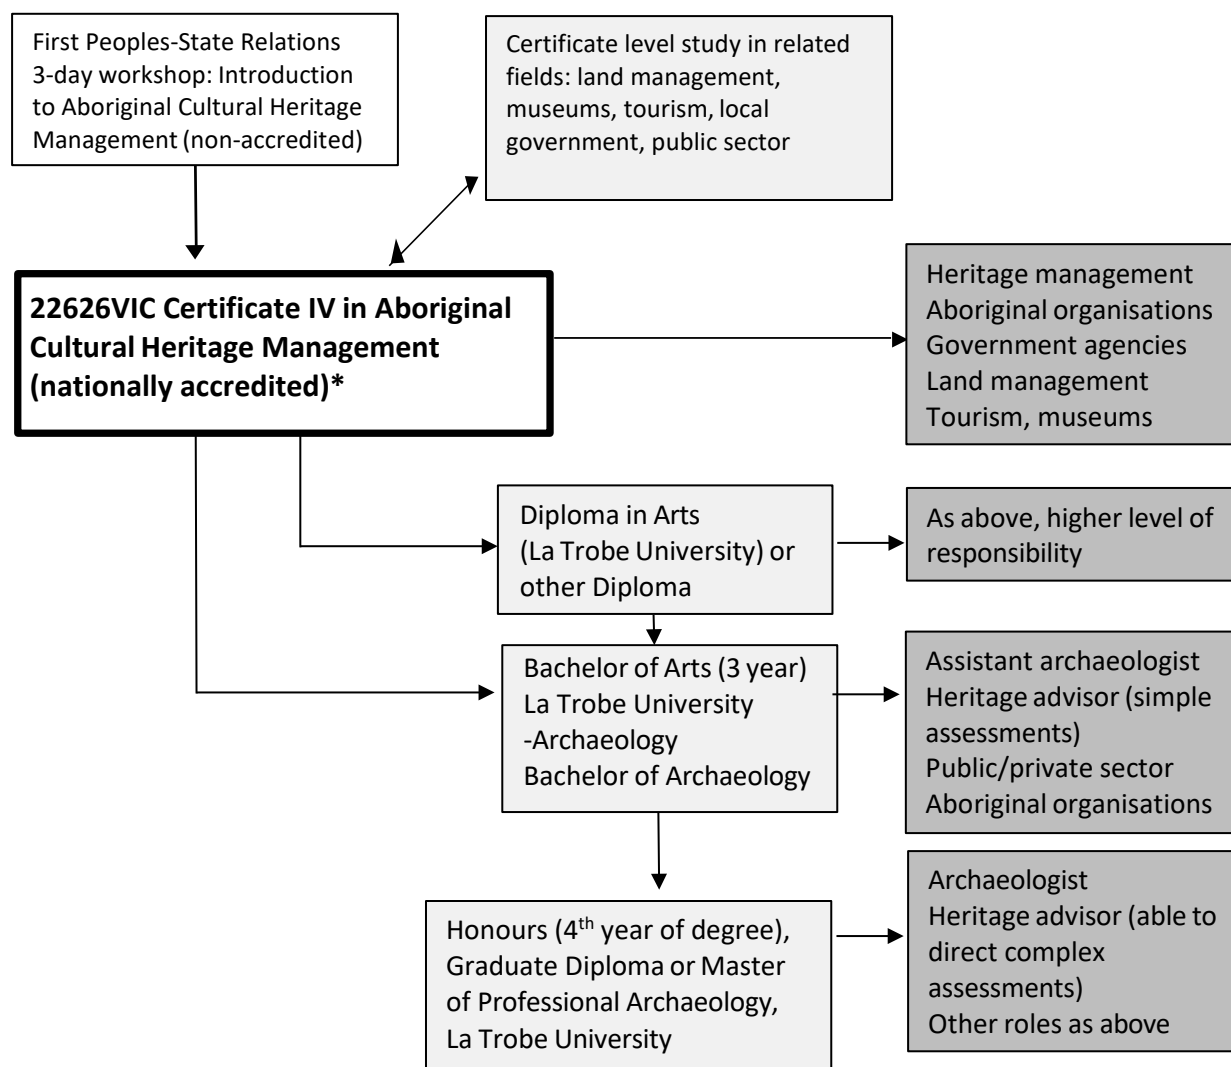 First Peoples-State Relations
3-day workshop: Introduction
to Aboriginal Cultural Heritage
Management (non-accredited)
Certificate level study in related
fields: land management,
museums, tourism, local
government, public sector
22626VIC Certificate IV in Aboriginal
Cultural Heritage Management
(nationally accredited)*
Heritage management
Aboriginal organisations
Government agencies
Land management
Tourism, museums
Diploma in Arts
(La Trobe University) or
other Diploma
As above, higher level of
responsibility
Bachelor of Arts (3 year)
La Trobe University
-Archaeology
Bachelor of Archaeology
Assistant archaeologist
Heritage advisor (simple
assessments)
Public/private sector
Aboriginal organisations
Honours (4th year of degree),
Graduate Diploma or Master
of Professional Archaeology,
La Trobe University
Archaeologist
Heritage advisor (able to
direct complex
assessments)
Other roles as above